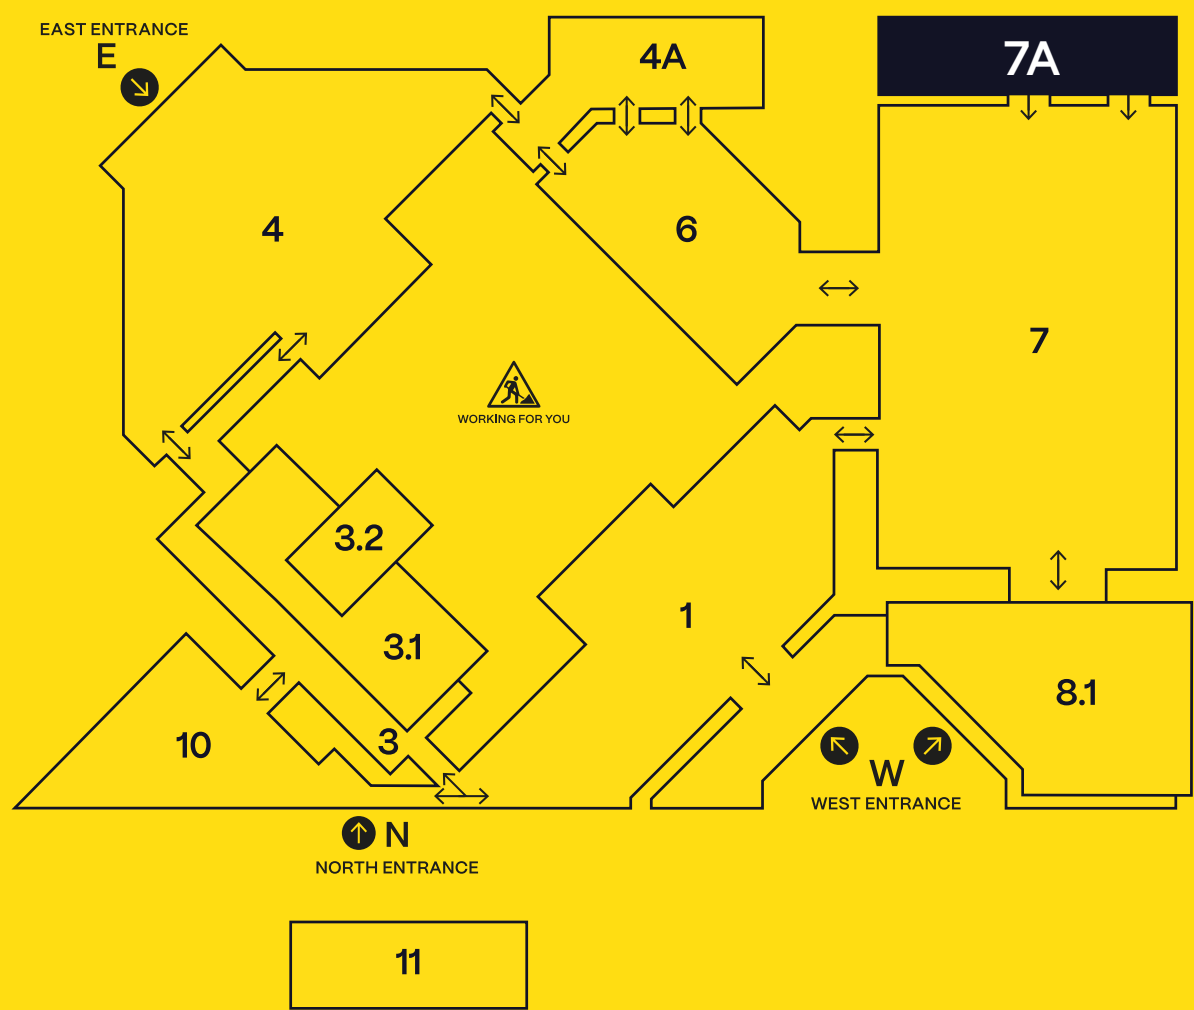 EAST ENTRANCE
E
4A
7A
4
6
7
WORKING FOR YOU
3.2
3.1
1
8.1
10
3
W
WEST ENTRANCE
N
NORTH ENTRANCE
11